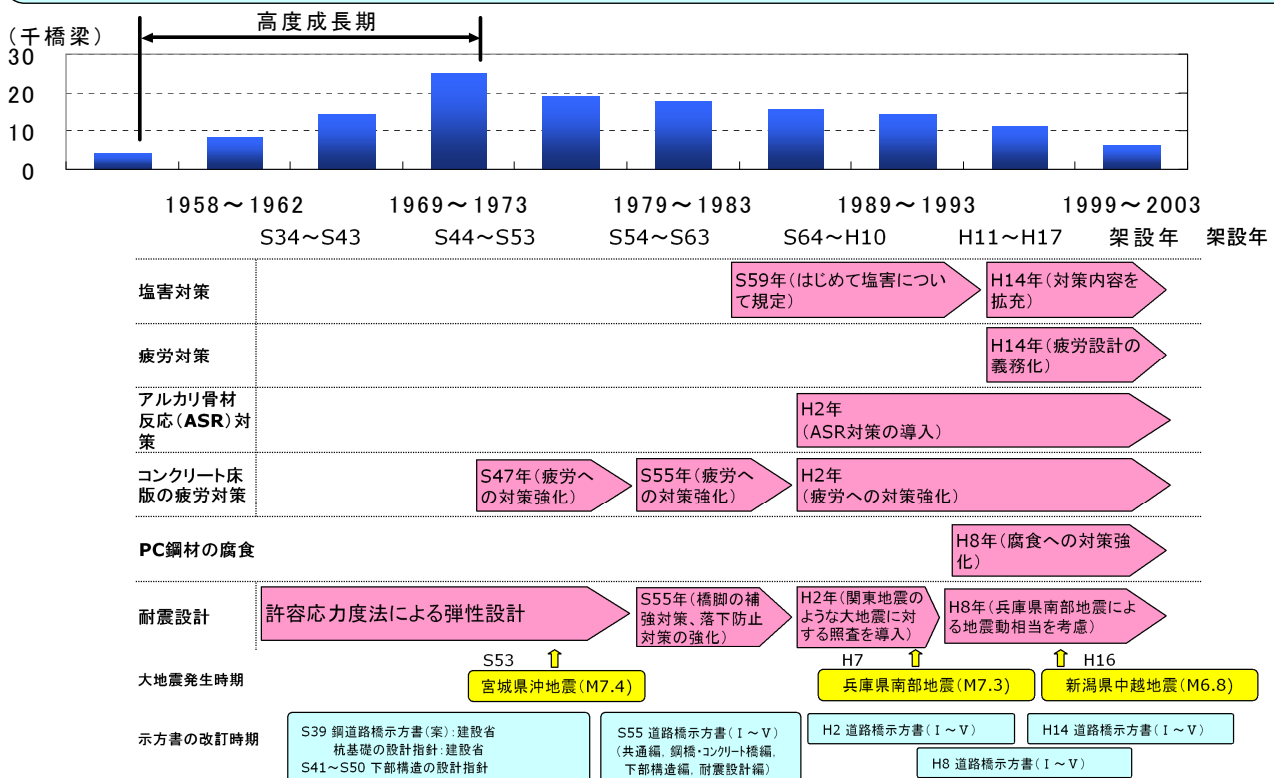 高度成長期
(千橋梁)
30
20
10
0
1958～1962
1969～1973
1979～1983
1989～1993
1999～2003
S34～S43
S44～S53
S54～S63
S64～H10
H11～H17
架設年
架設年
塩害対策
S59年(はじめて塩害につい
て規定)
H14年(対策内容を
拡充)
疲労対策
H14年(疲労設計の
義務化)
アルカリ骨材
反応(ASR)対
策
H2年
(ASR対策の導入)
コンクリート床
版の疲労対策
S47年(疲労へ
の対策強化)
S55年(疲労へ
の対策強化)
H2年
(疲労への対策強化)
PC鋼材の腐食
H8年(腐食への対策強
化)
耐震設計
許容応力度法による弾性設計
S55年(橋脚の補
強対策、落下防止
対策の強化)
H2年(関東地震の
ような大地震に対
する照査を導入)
H8年(兵庫県南部地震によ
る地震動相当を考慮)
大地震発生時期
S53
宮城県沖地震(M7.4)
H7
兵庫県南部地震(M7.3)
H16
新潟県中越地震(M6.8)
示方書の改訂時期
S39 鋼道路橋示方書(案):建設省
杭基礎の設計指針:建設省
S41～S50 下部構造の設計指針
S55 道路橋示方書(Ⅰ～Ⅴ)
(共通編，鋼橋・コンクリート橋編，
下部構造編，耐震設計編)
H2 道路橋示方書(Ⅰ～Ⅴ)
H14 道路橋示方書(Ⅰ～Ⅴ)
H8 道路橋示方書(Ⅰ～Ⅴ)